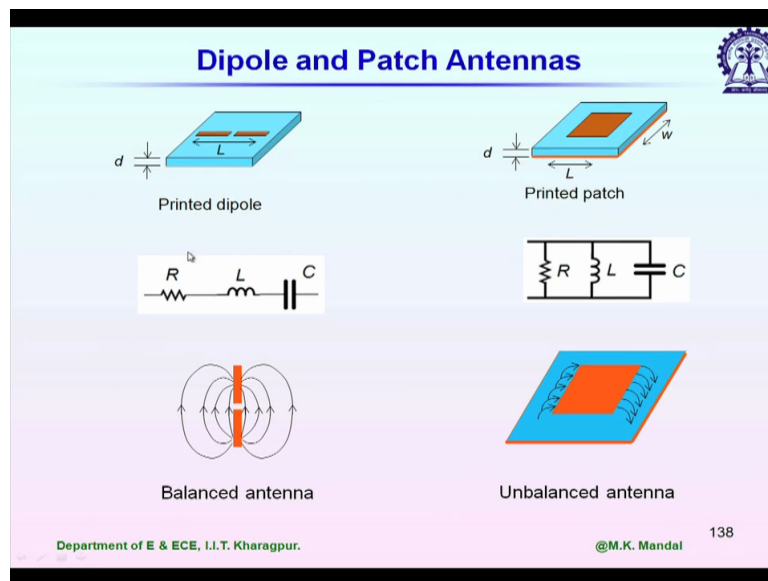 Dipole and Patch Antennas
d
L
Printed dipole
d
L
W
Printed patch
R L C
R L C
Balanced antenna
Unbalanced antenna
138
Department of E & ECE, I.I.T. Kharagpur.
@M.K. Mandal